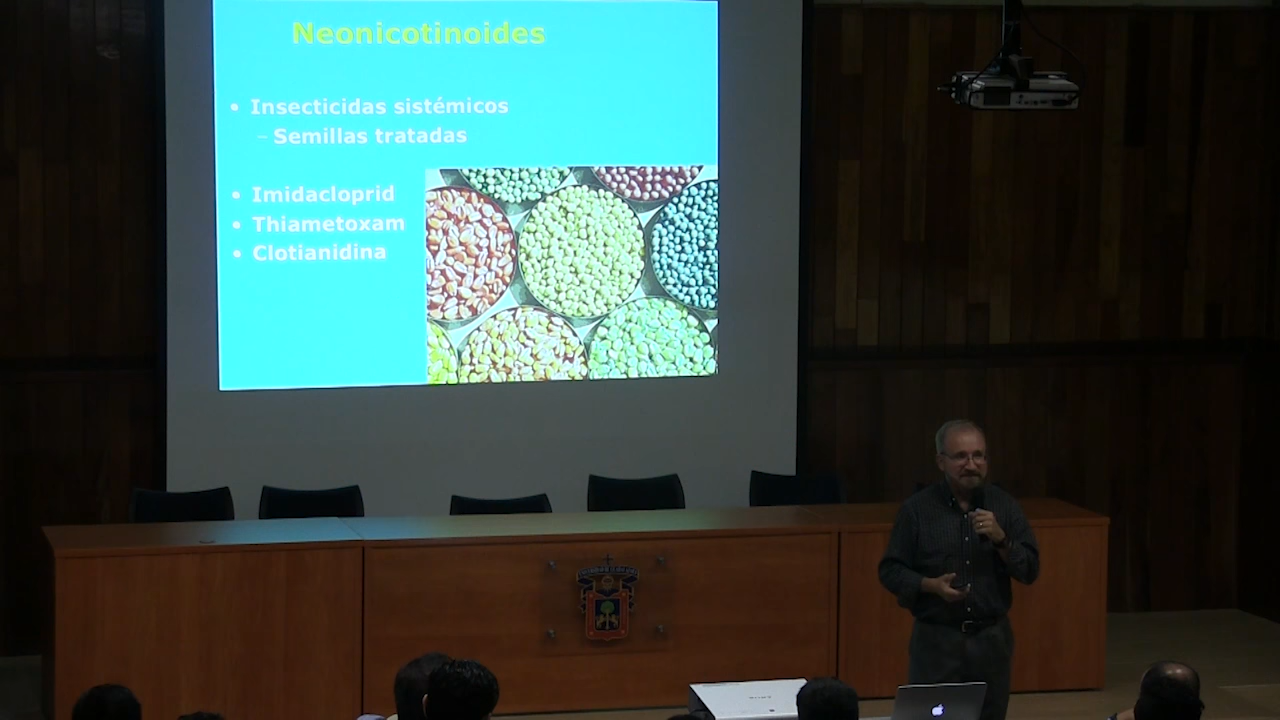 Neonicotinoides
• Insecticidas sistémicos
– Semillas tratadas
• Imidacloprid
• Thiametoxam
• Clotianidina